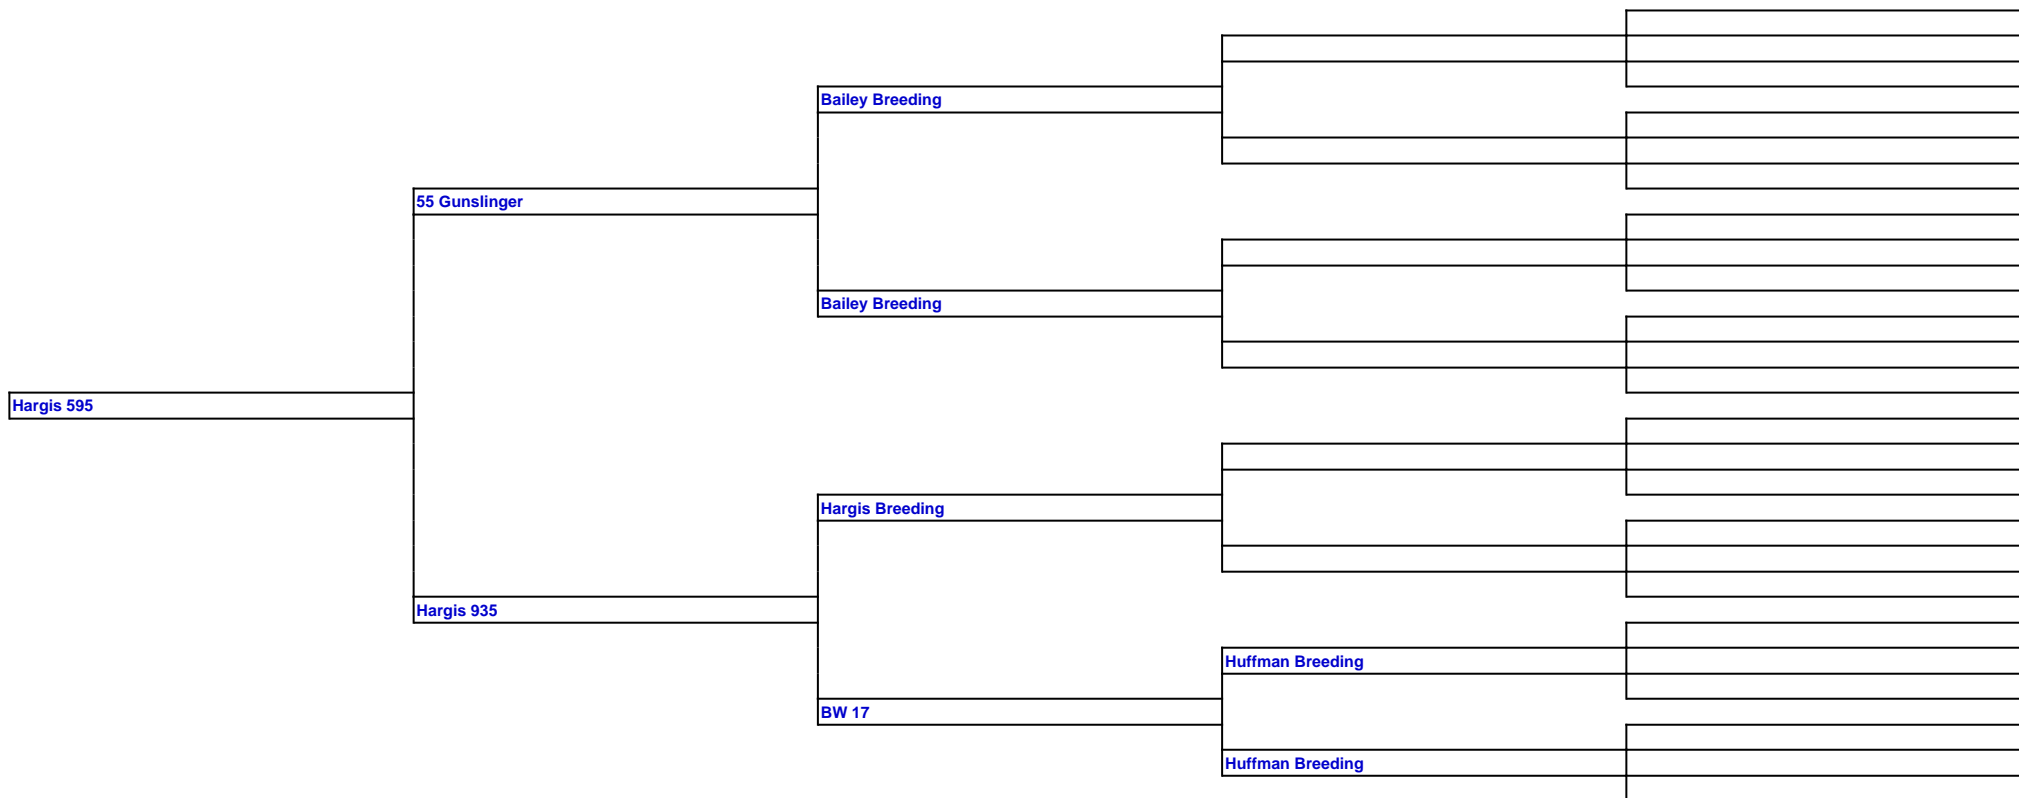 Bailey Breeding
55 Gunslinger
Bailey Breeding
Hargis 595
Hargis Breeding
Hargis 935
Huffman Breeding
BW 17
Huffman Breeding